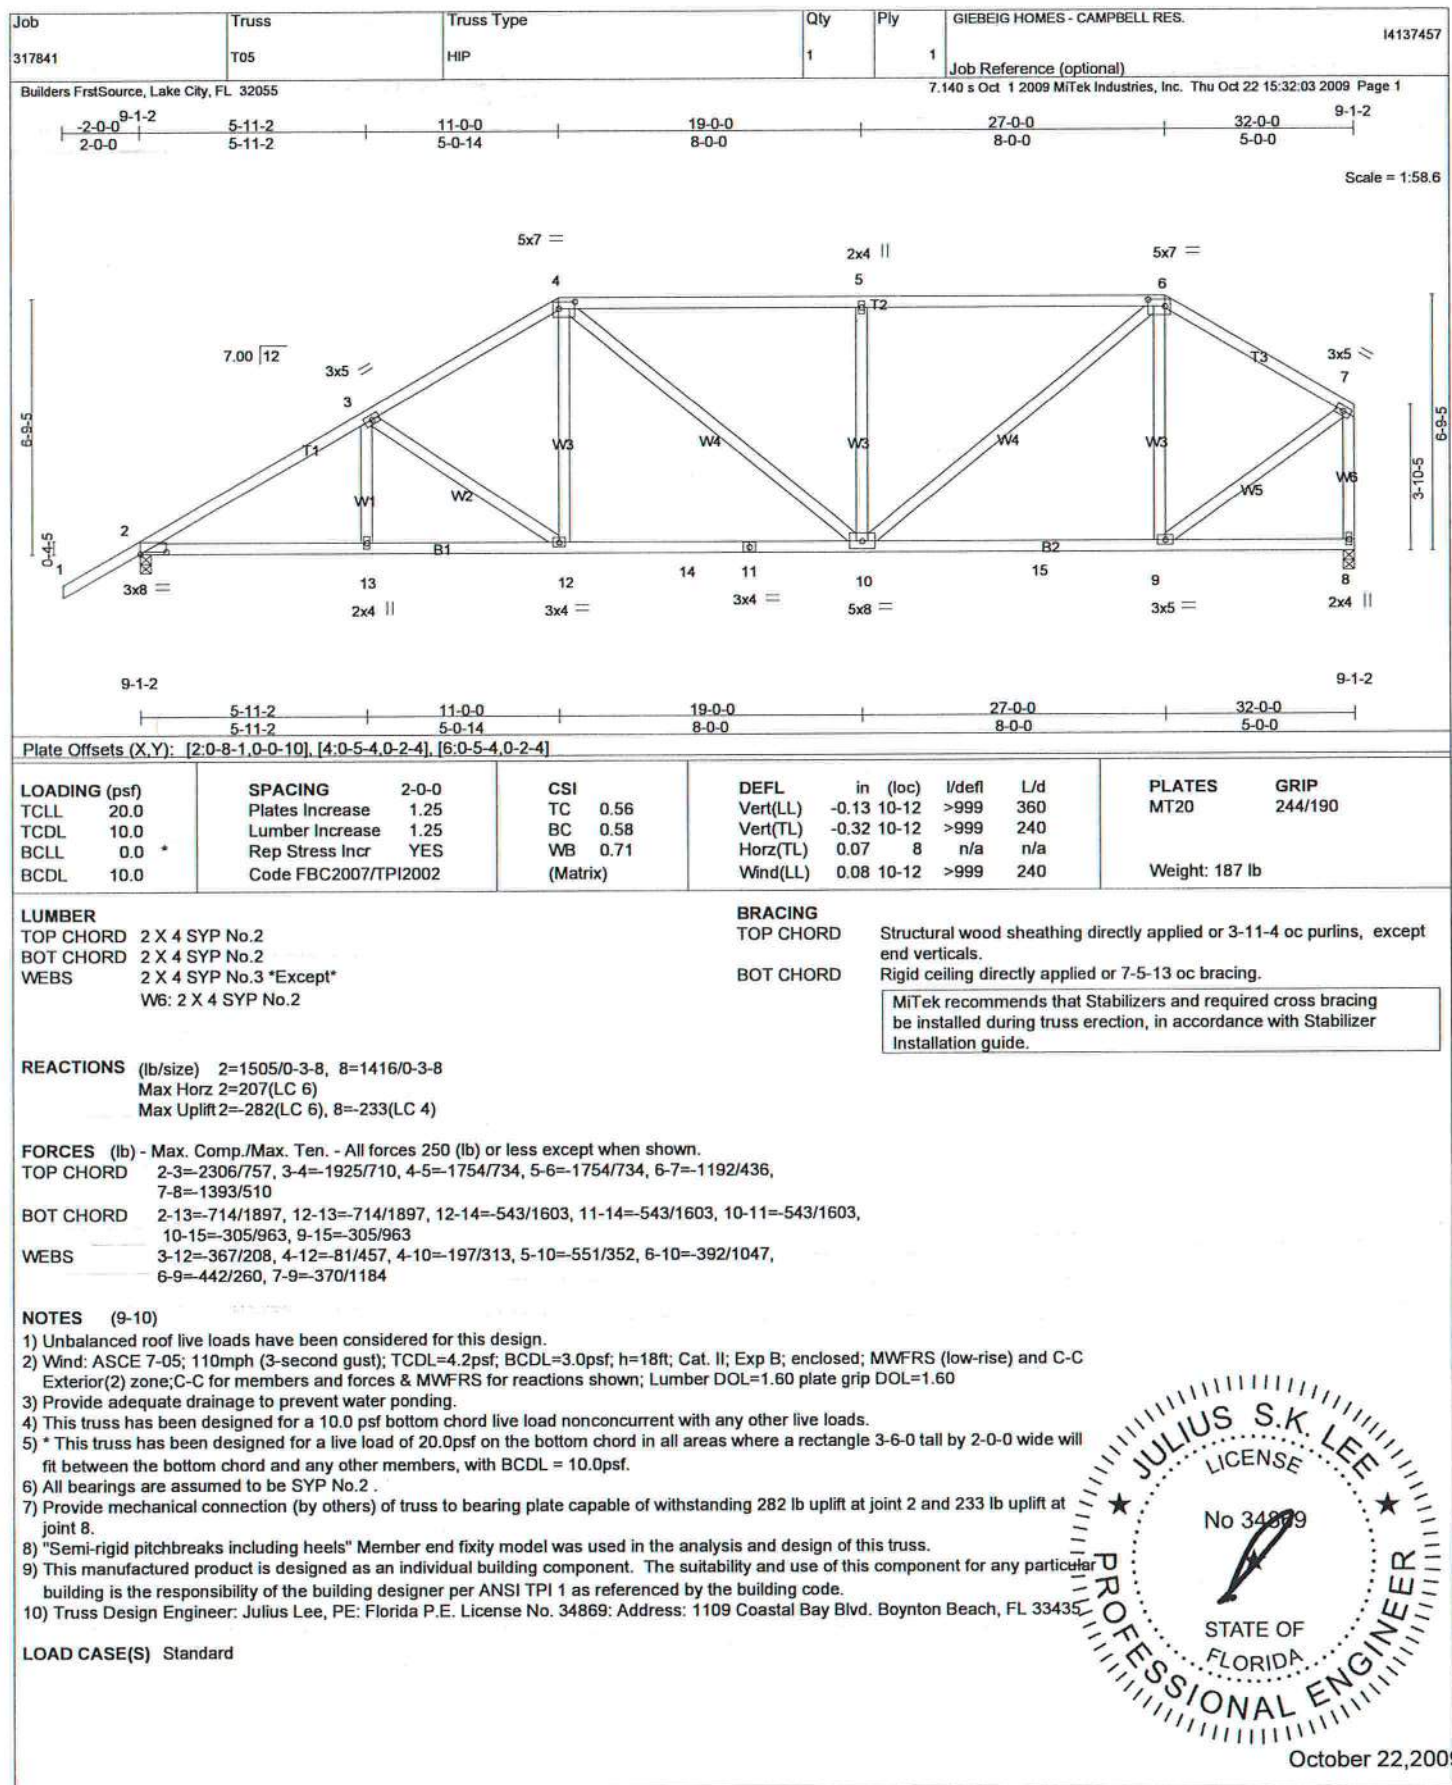 Job Truss Truss Type Qty Ply GIEBEIG HOMES - CAMPBELL RES.
I4137457
317841 T05 HIP 1 1
Job Reference (optional)
Builders FrstSource, Lake City, FL 32055 7.140 s Oct 1 2009 MiTek Industries, Inc. Thu Oct 22 15:32:03 2009 Page 1
9-1-2 9-1-2
-2-0-0 5-11-2 11-0-0 19-0-0 27-0-0 32-0-0
2-0-0 5-11-2 5-0-14 8-0-0 8-0-0 5-0-0
Scale = 1:58.6
5x7 = 2x4 || 5x7 =
4 5 6
T2
7.00 12 T3
3x5 3x5
3 7
6-9-5 6-9-5
T1 W3 W4 W3 W4 W3
W1 W2 W5 W6 3-10-5
2
0-4-5
1 B1 B2
3x8 = 13 12 14 11 10 15 9 8
2x4 || 3x4 = 3x4 = 5x8 = 3x5 = 2x4 ||
9-1-2 9-1-2
5-11-2 11-0-0 19-0-0 27-0-0 32-0-0
5-11-2 5-0-14 8-0-0 8-0-0 5-0-0
Plate Offsets (X,Y): [2:0-8-1,0-0-10], [4:0-5-4,0-2-4], [6:0-5-4,0-2-4]
LOADING (psf) SPACING 2-0-0 CSI DEFL in (loc) l/defl L/d PLATES GRIP
TCLL 20.0 Plates Increase 1.25 TC 0.56 Vert(LL) -0.13 10-12 >999 360 MT20 244/190
TCDL 10.0 Lumber Increase 1.25 BC 0.58 Vert(TL) -0.32 10-12 >999 240
BCLL 0.0 * Rep Stress Incr YES WB 0.71 Horz(TL) 0.07 8 n/a n/a
BCDL 10.0 Code FBC2007/TPI2002 (Matrix) Wind(LL) 0.08 10-12 >999 240 Weight: 187 lb
LUMBER
TOP CHORD 2 X 4 SYP No.2
BOT CHORD 2 X 4 SYP No.2
WEBS 2 X 4 SYP No.3 *Except*
W6: 2 X 4 SYP No.2
BRACING
TOP CHORD Structural wood sheathing directly applied or 3-11-4 oc purlins, except
end verticals.
BOT CHORD Rigid ceiling directly applied or 7-5-13 oc bracing.
MiTek recommends that Stabilizers and required cross bracing
be installed during truss erection, in accordance with Stabilizer
Installation guide.
REACTIONS (lb/size) 2=1505/0-3-8, 8=1416/0-3-8
Max Horz 2=207(LC 6)
Max Uplift 2=-282(LC 6), 8=-233(LC 4)
FORCES (lb) - Max. Comp./Max. Ten. - All forces 250 (lb) or less except when shown.
TOP CHORD 2-3=-2306/757, 3-4=-1925/710, 4-5=-1754/734, 5-6=-1754/734, 6-7=-1192/436,
7-8=-1393/510
BOT CHORD 2-13=-714/1897, 12-13=-714/1897, 12-14=-543/1603, 11-14=-543/1603, 10-11=-543/1603,
10-15=-305/963, 9-15=-305/963
WEBS 3-12=-367/208, 4-12=-81/457, 4-10=-197/313, 5-10=-551/352, 6-10=-392/1047,
6-9=-442/260, 7-9=-370/1184
NOTES (9-10)
1) Unbalanced roof live loads have been considered for this design.
2) Wind: ASCE 7-05; 110mph (3-second gust); TCDL=4.2psf; BCDL=3.0psf; h=18ft; Cat. II; Exp B; enclosed; MWFRS (low-rise) and C-C
Exterior(2) zone;C-C for members and forces & MWFRS for reactions shown; Lumber DOL=1.60 plate grip DOL=1.60
3) Provide adequate drainage to prevent water ponding.
4) This truss has been designed for a 10.0 psf bottom chord live load nonconcurrent with any other live loads.
5) * This truss has been designed for a live load of 20.0psf on the bottom chord in all areas where a rectangle 3-6-0 tall by 2-0-0 wide will
fit between the bottom chord and any other members, with BCDL = 10.0psf.
6) All bearings are assumed to be SYP No.2 .
7) Provide mechanical connection (by others) of truss to bearing plate capable of withstanding 282 lb uplift at joint 2 and 233 lb uplift at
joint 8.
8) "Semi-rigid pitchbreaks including heels" Member end fixity model was used in the analysis and design of this truss.
9) This manufactured product is designed as an individual building component. The suitability and use of this component for any particular
building is the responsibility of the building designer per ANSI TPI 1 as referenced by the building code.
10) Truss Design Engineer: Julius Lee, PE: Florida P.E. License No. 34869: Address: 1109 Coastal Bay Blvd. Boynton Beach, FL 33435
LOAD CASE(S) Standard
JULIUS S.K. LEE
LICENSE
No 34869
STATE OF
FLORIDA
PROFESSIONAL ENGINEER
October 22,2009